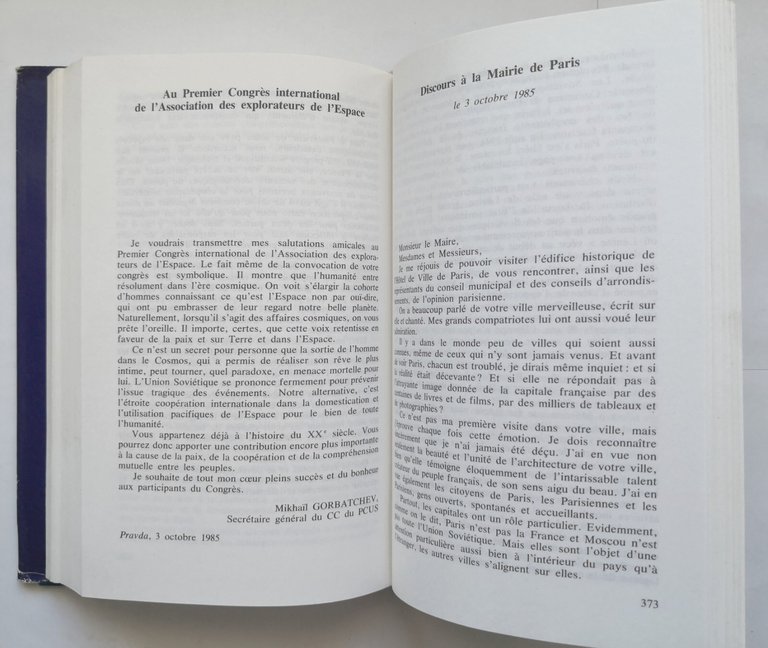 Au Premier Congrès international
de l'Association des explorateurs de l'Espace
Je voudrais transmettre mes salutations amicales au
Premier Congrès international de l'Association des explora-
teurs de l'Espace. Le fait même de la convocation de votre
congrès est symbolique. Il montre que l'humanité entre
résolument dans l'ère cosmique. On voit s'élargir la cohorte
d'hommes connaissant ce qu'est l'Espace non par ouï-dire,
qui ont pu embrasser de leur regard notre belle planète.
Naturellement, lorsqu'il s'agit des affaires cosmiques, on vous
prête l'oreille. Il importe, certes, que cette voix retentisse en
faveur de la paix et sur Terre et dans l'Espace.
Ce n'est un secret pour personne que la sortie de l'homme
dans le Cosmos, qui a permis de réaliser son rêve le plus
intime, peut tourner, quel paradoxe, en menace mortelle pour
lui. L'Union Soviétique se prononce fermement pour prévenir
l'issue tragique des événements. Notre alternative, c'est
l'étroite coopération internationale dans la domestication et
l'utilisation pacifiques de l'Espace pour le bien de toute
l'humanité.
Vous appartenez déjà à l'histoire du XXe siècle. Vous
pourrez donc apporter une contribution encore plus importante
à la cause de la paix, de la coopération et de la compréhension
mutuelle entre les peuples.
Je souhaite de tout mon cœur pleins succès et du bonheur
aux participants du Congrès.
Mikhaïl GORBATCHEV,
Secrétaire général du CC du PCUS
Pravda, 3 octobre 1985
Discours à la Mairie de Paris
le 3 octobre 1985
Monsieur le Maire,
Mesdames et Messieurs,
Je me réjouis de pouvoir visiter l'édifice historique de
l'Hôtel de Ville de Paris, de vous rencontrer, ainsi que les
représentants du conseil municipal et des conseils d'arrondis-
sements, de l'opinion parisienne.
On a beaucoup parlé de votre ville merveilleuse, écrit sur
et chanté. Mes grands compatriotes lui ont aussi voué leur
admiration.
Il y a dans le monde peu de villes qui soient aussi
connues, même de ceux qui n'y sont jamais venus. Et avant
de voir Paris, chacun est troublé, je dirais même inquiet : et si
la réalité était décevante ? Et si elle ne répondait pas à
l'attrayante image donnée de la capitale française par des
centaines de livres et de films, par des milliers de tableaux et
de photographies ?
Ce n'est pas ma première visite dans votre ville, mais
j'éprouve chaque fois cette émotion. Je dois reconnaître
sincèrement que je n'ai jamais été déçu. J'ai en vue non
seulement la beauté et l'unité de l'architecture de votre ville,
bien qu'elle témoigne éloquemment de l'intarissable talent
créateur du peuple français, de son sens aigu du beau. J'ai en
vue également les citoyens de Paris, les Parisiennes et les
Parisiens, gens ouverts, spontanés et accueillants.
Partout, les capitales ont un rôle particulier. Evidemment,
comme on le dit, Paris n'est pas la France et Moscou n'est
pas toute l'Union Soviétique. Mais elles sont l'objet d'une
attention particulière aussi bien à l'intérieur du pays qu'à
l'étranger, les autres villes s'alignent sur elles.
373